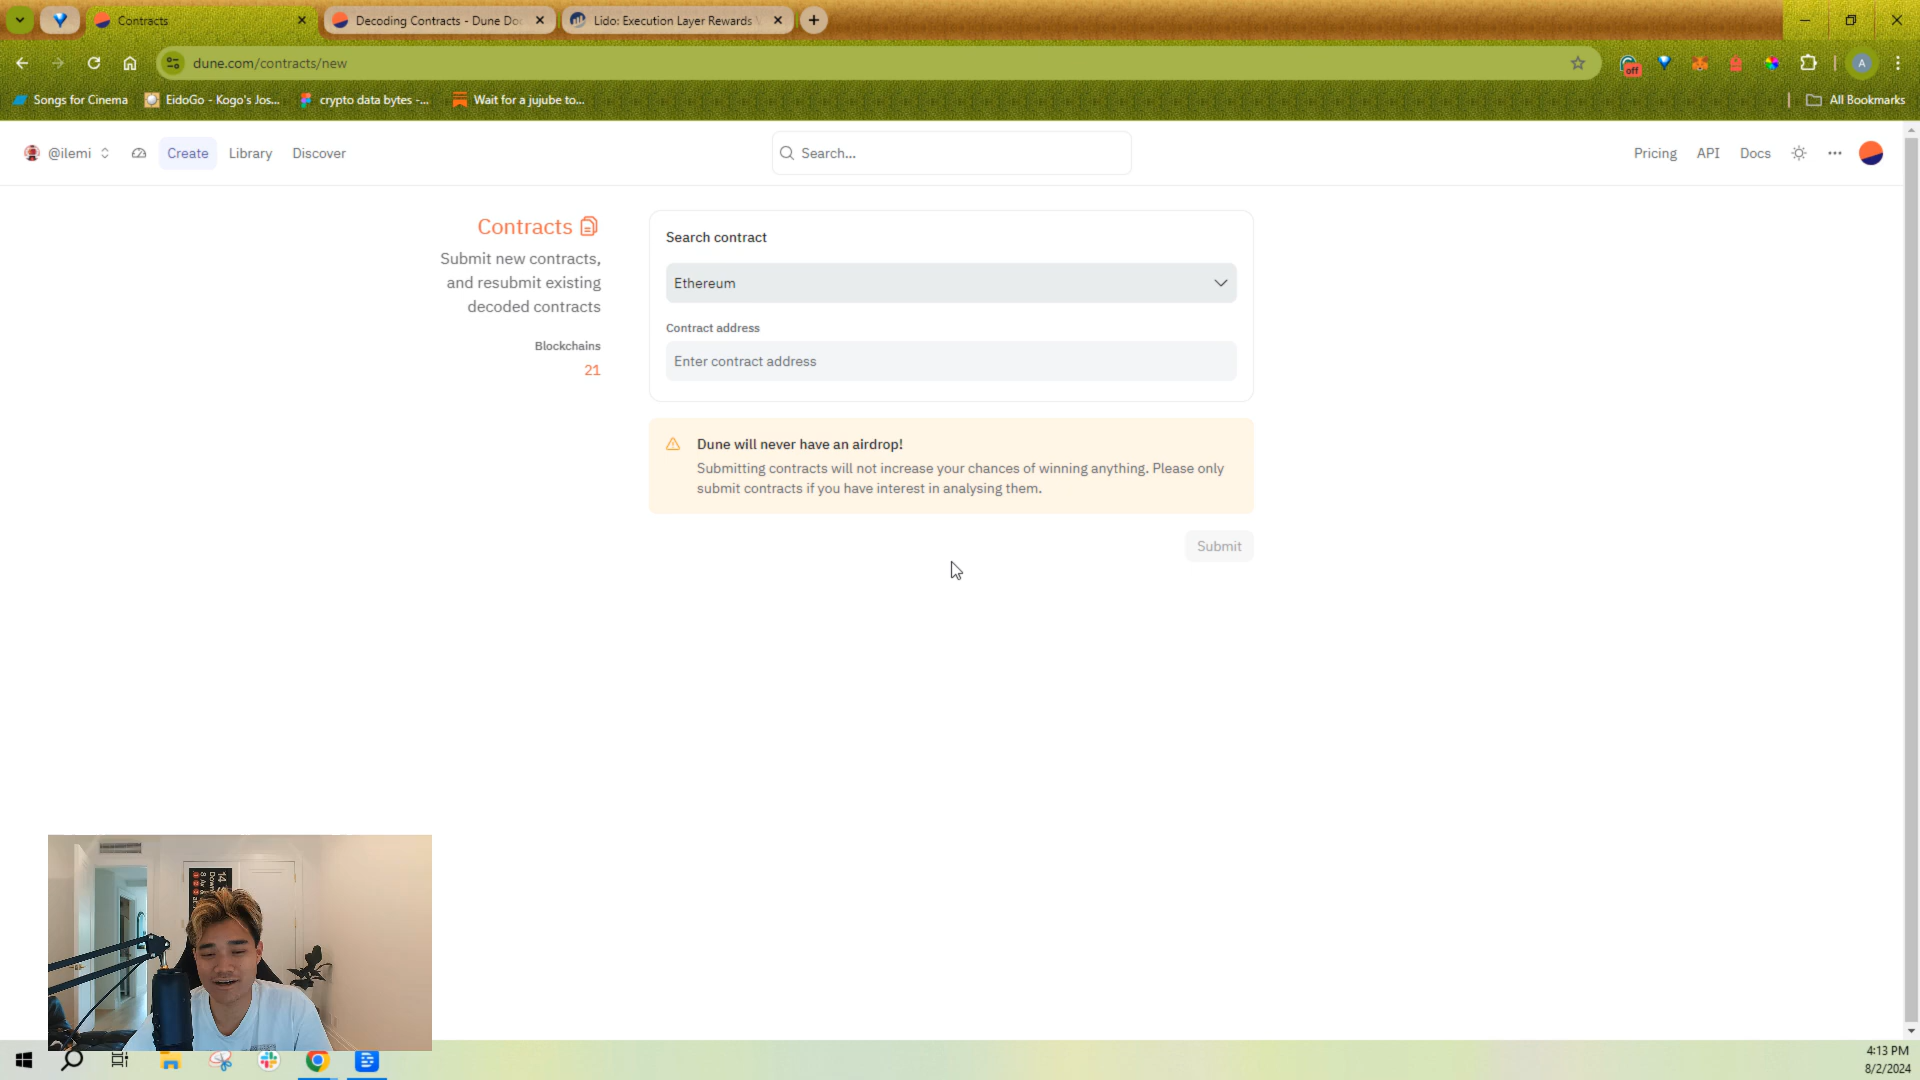 Contracts
Decoding Contracts - Dune Do
Lido: Execution Layer Rewards
dune.com/contracts/new
off
A
Songs for Cinema
EidoGo - Kogo's Jos...
crypto data bytes -...
Wait for a jujube to...
All Bookmarks
@ilemi
Create
Library
Discover
Search...
Pricing
API
Docs
Contracts
Submit new contracts,
and resubmit existing
decoded contracts
Blockchains
21
Search contract
Ethereum
Contract address
Enter contract address
Dune will never have an airdrop!
Submitting contracts will not increase your chances of winning anything. Please only
submit contracts if you have interest in analysing them.
Submit
4:13 PM
8/2/2024